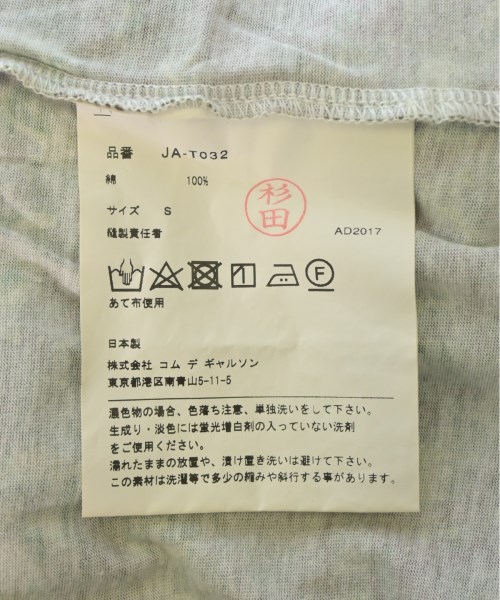 品番 JA-T032
綿 100%
杉田
サイズ S
縫製責任者 AD2017
F
あて布使用
日本製
株式会社 コム デ ギャルソン
東京都港区南青山5-11-5
濃色物の場合、色落ち注意、単独洗いをして下さい。
生成り・淡色には蛍光増白剤の入っていない洗剤
をご使用ください。
濡れたままの放置や、漬け置き洗いは避けて下さい。
この素材は洗濯等で多少の縮みや斜行する事があります。